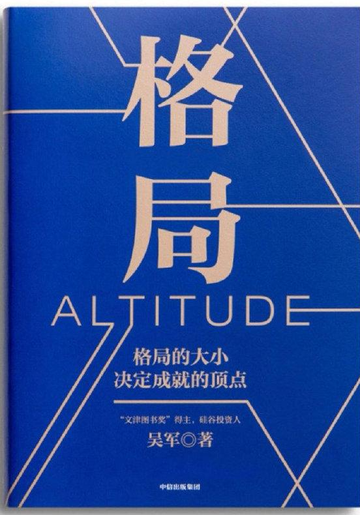 格
局
ALTITUDE
格局的大小
决定成就的顶点
“文津图书奖”得主，硅谷投资人
吴军◎著
中信出版集团